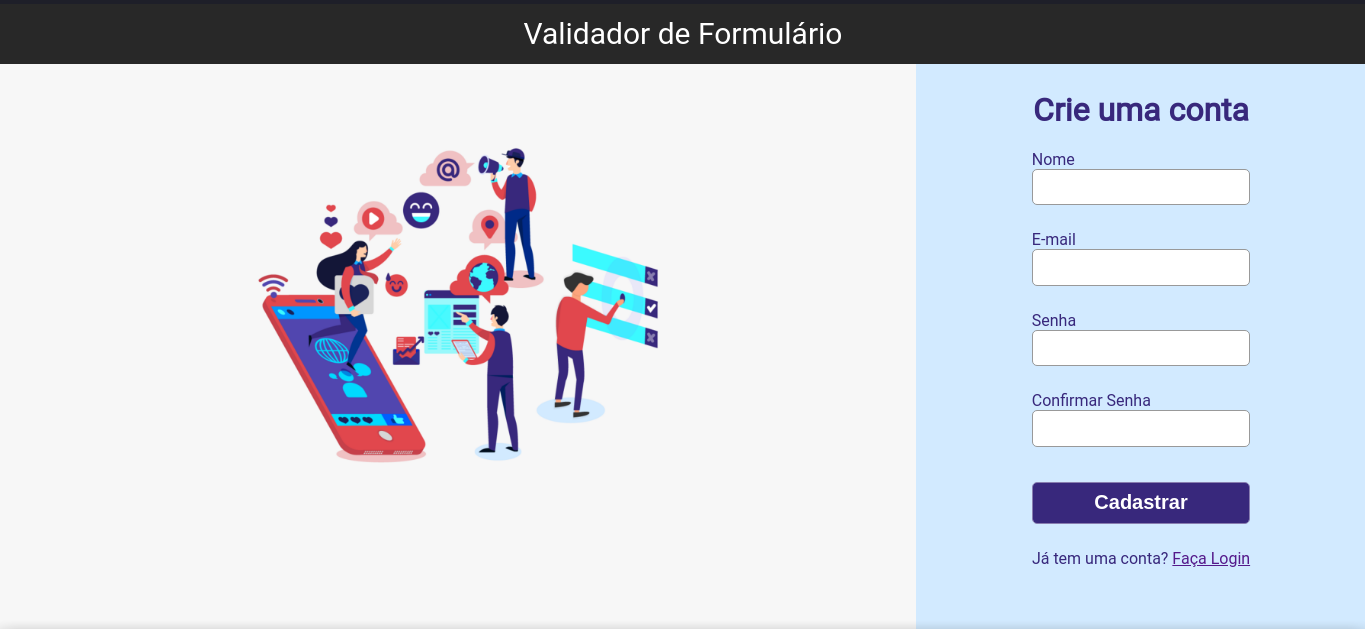 Validador de Formulário
Crie uma conta
Nome
E-mail
Senha
Confirmar Senha
Cadastrar
Já tem uma conta? Faça Login